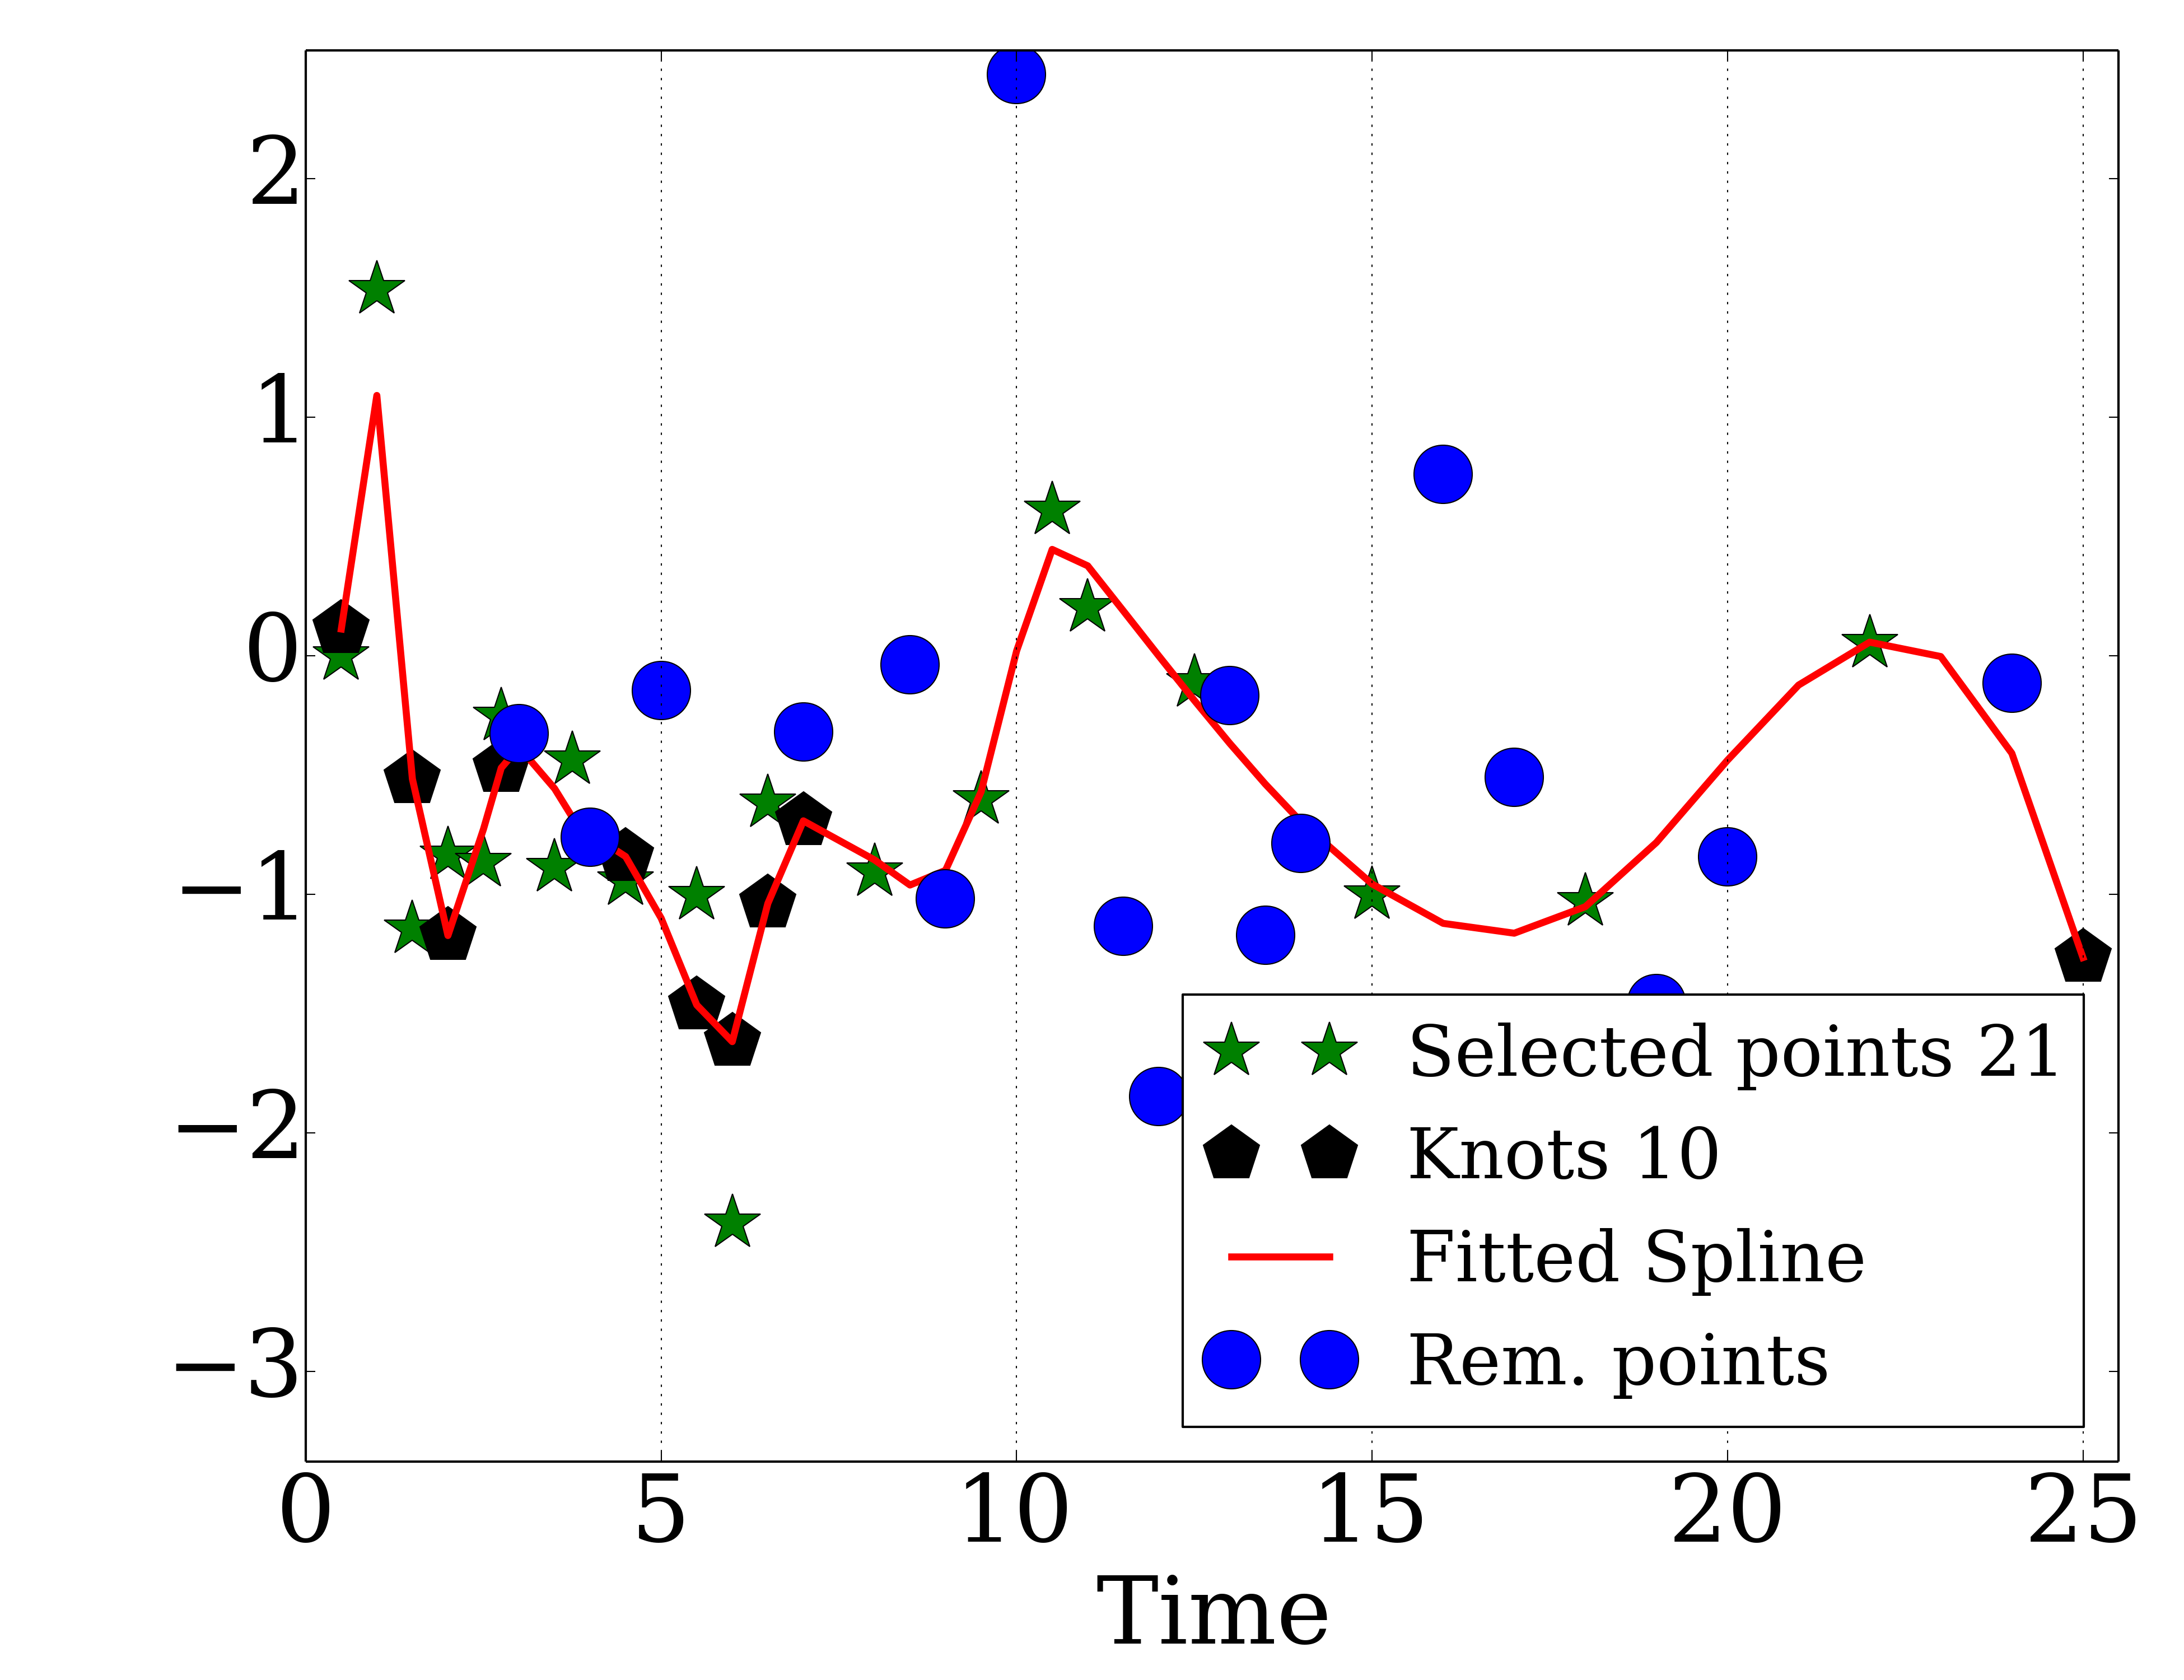 2
1
0
−1
−2
−3
0 5 10 15 20 25
Time
Selected points 21
Knots 10
Fitted Spline
Rem. points